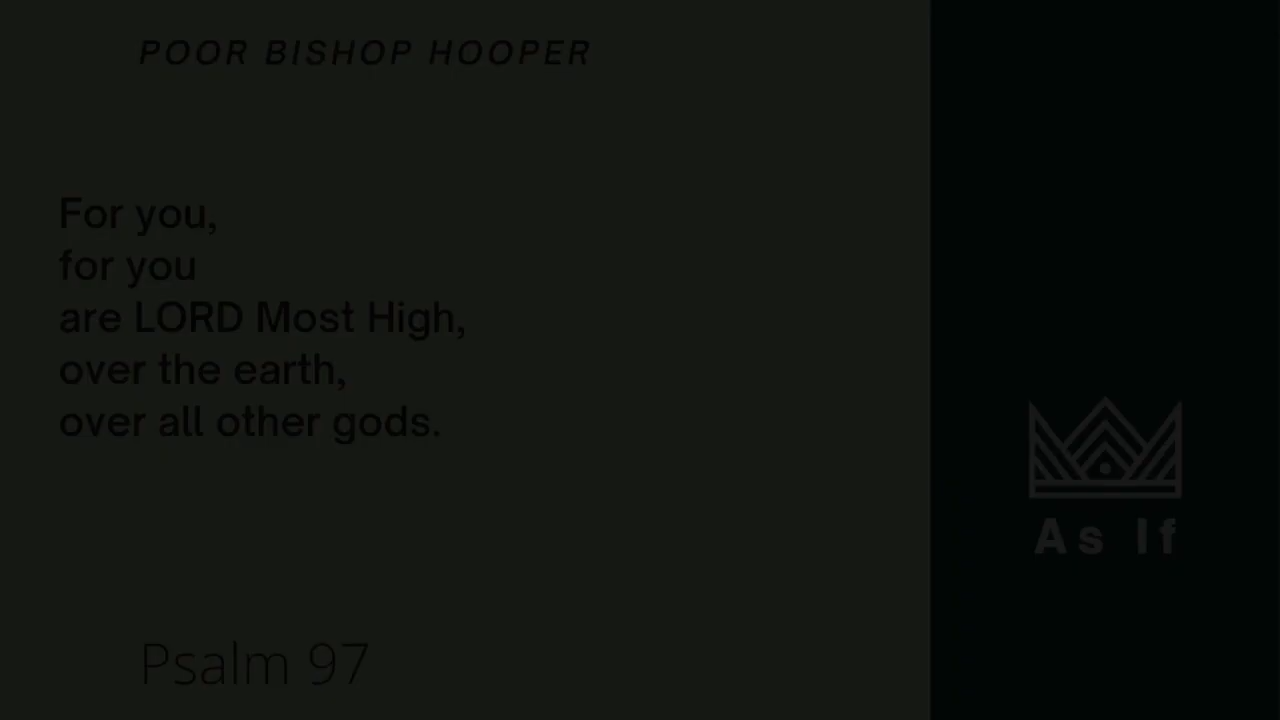 POOR BISHOP HOOPER
For you,
for you
are LORD Most High,
over the earth,
over all other gods.
As If
Psalm 97